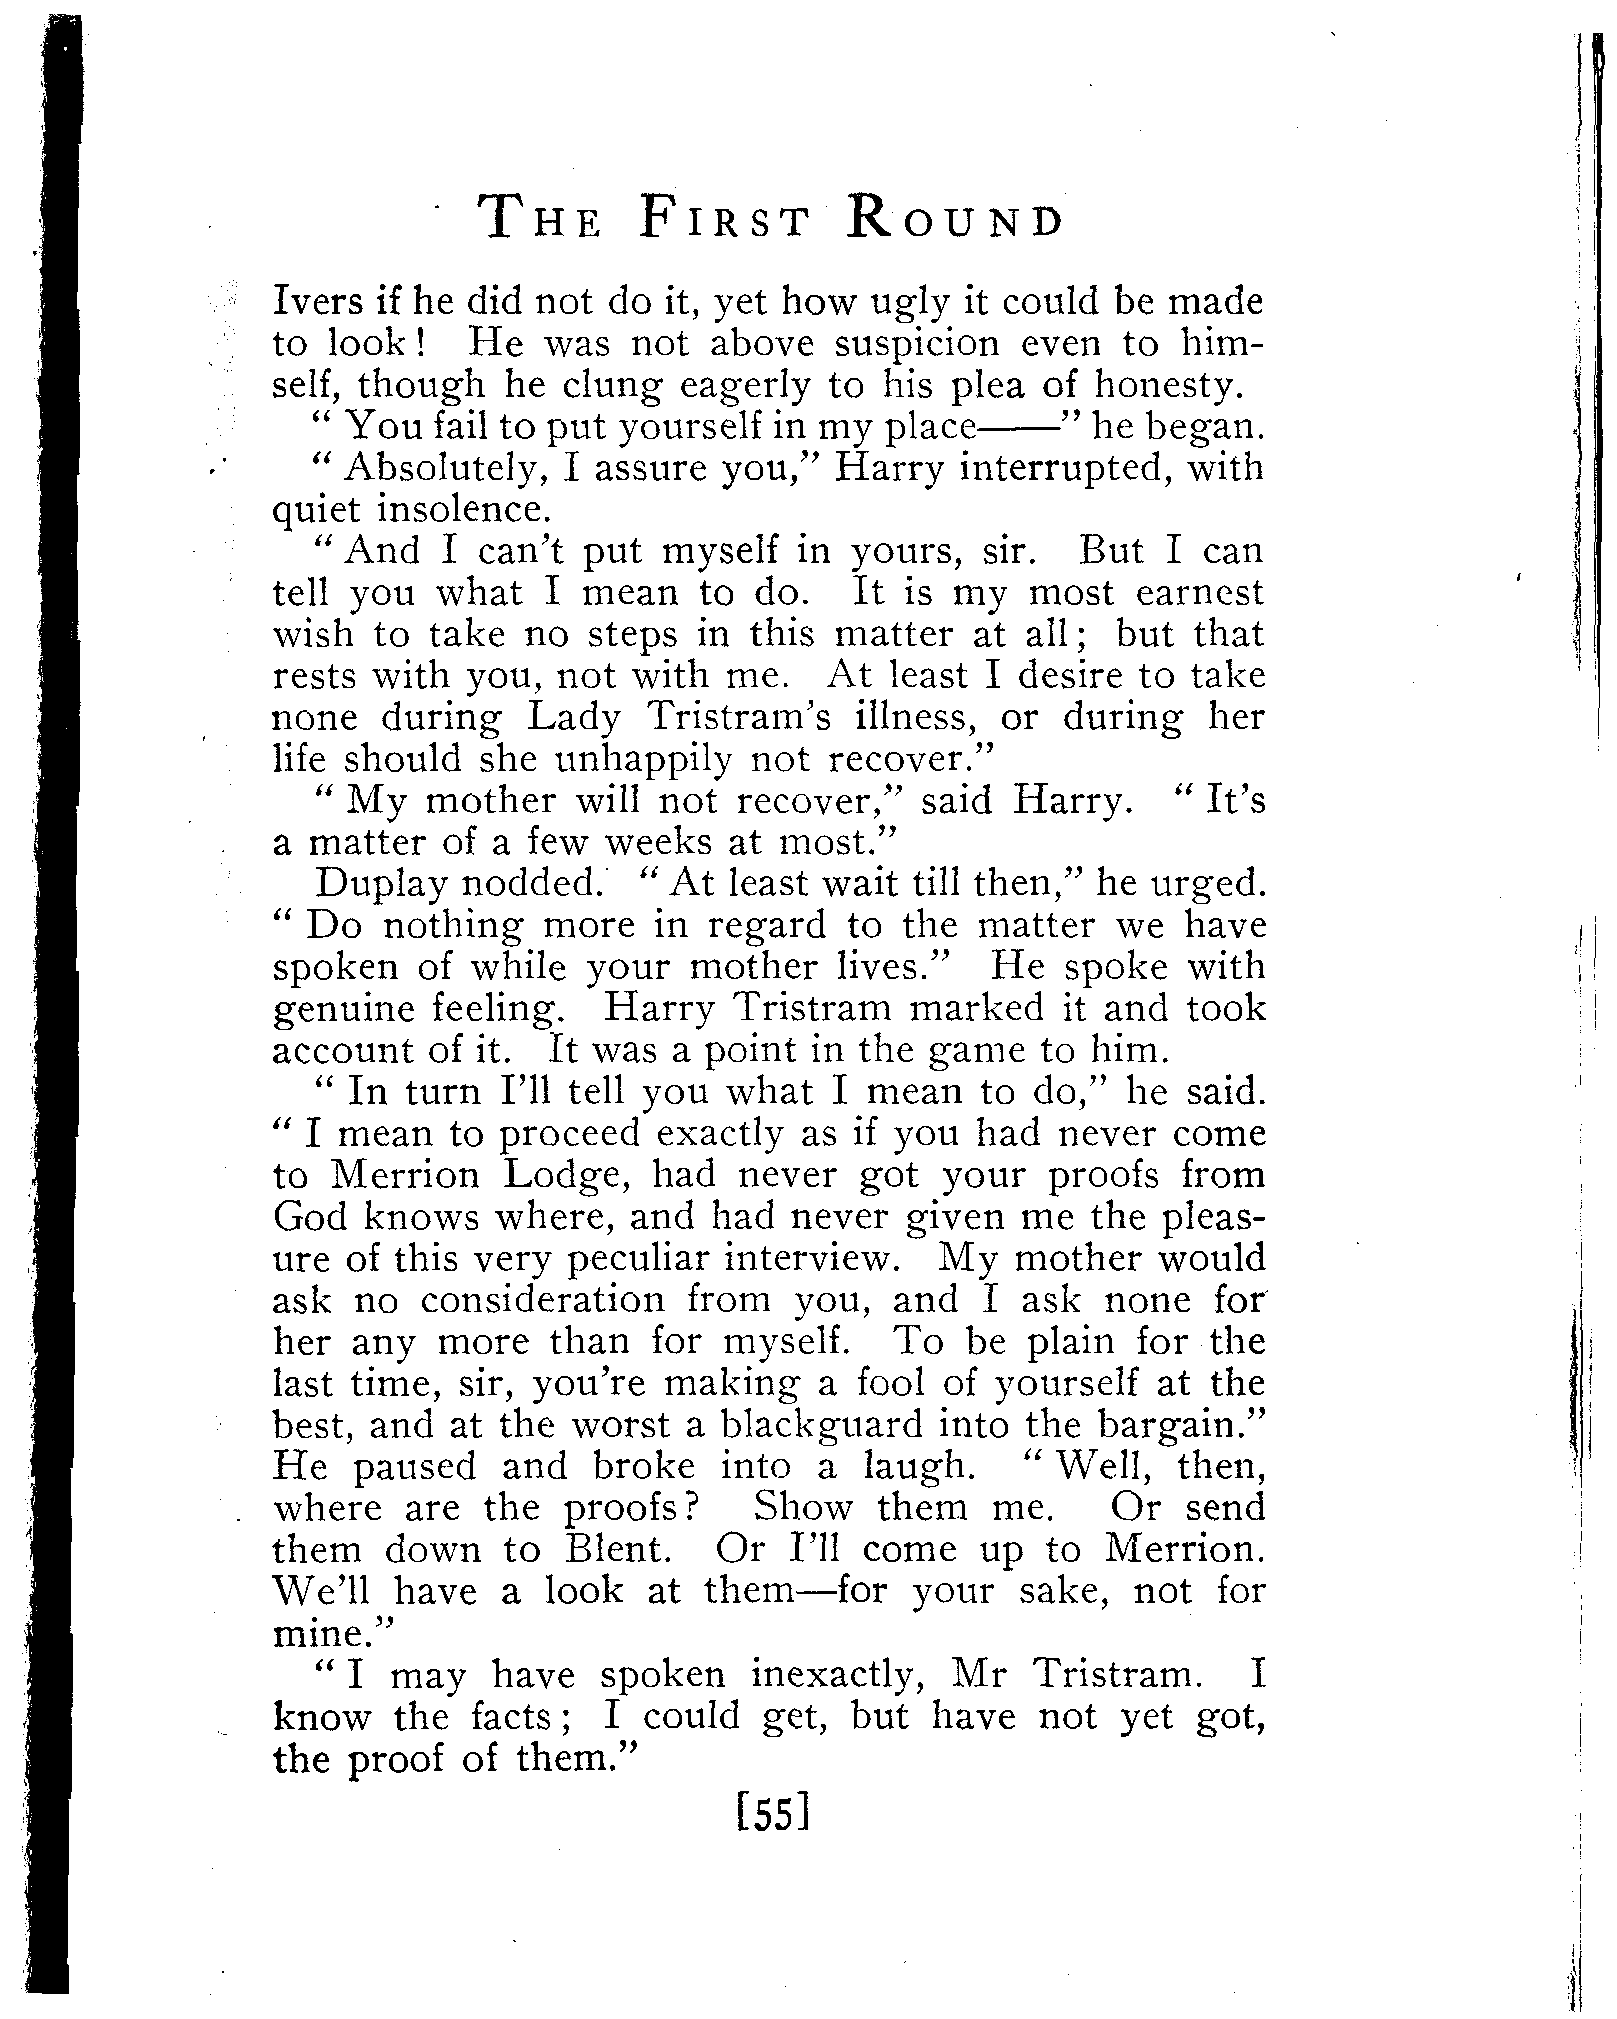 THE FIRST ROUND
Ivers if he did not do it, yet how ugly it could be made
to look! He was not above suspicion even to him-
self, though he clung eagerly to his plea of honesty.
“ You fail to put yourself in my place——” he began.
“ Absolutely, I assure you,” Harry interrupted, with
quiet insolence.
“ And I can't put myself in yours, sir. But I can
tell you what I mean to do. It is my most earnest
wish to take no steps in this matter at all; but that
rests with you, not with me. At least I desire to take
none during Lady Tristram's illness, or during her
life should she unhappily not recover.”
“ My mother will not recover,” said Harry. “ It's
a matter of a few weeks at most.”
Duplay nodded. “ At least wait till then,” he urged.
“ Do nothing more in regard to the matter we have
spoken of while your mother lives.” He spoke with
genuine feeling. Harry Tristram marked it and took
account of it. It was a point in the game to him.
“ In turn I'll tell you what I mean to do,” he said.
“ I mean to proceed exactly as if you had never come
to Merrion Lodge, had never got your proofs from
God knows where, and had never given me the pleas-
ure of this very peculiar interview. My mother would
ask no consideration from you, and I ask none for
her any more than for myself. To be plain for the
last time, sir, you're making a fool of yourself at the
best, and at the worst a blackguard into the bargain.”
He paused and broke into a laugh. “ Well, then,
where are the proofs? Show them me. Or send
them down to Blent. Or I'll come up to Merrion.
We'll have a look at them—for your sake, not for
mine.”
“ I may have spoken inexactly, Mr Tristram. I
know the facts; I could get, but have not yet got,
the proof of them.”
[55]